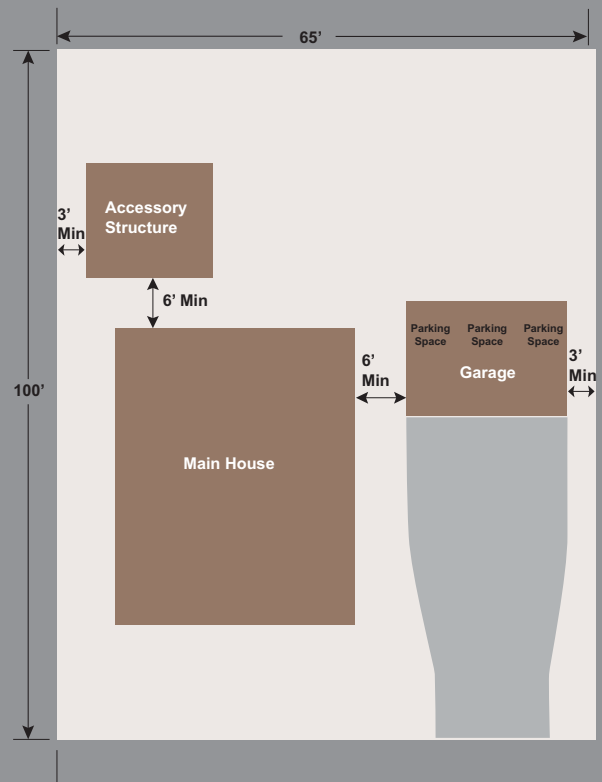 65’
Accessory
Structure
3’
Min
6’ Min
Parking
Space
Parking
Space
Parking
Space
Garage
6’
Min
3’
Min
100’
Main House